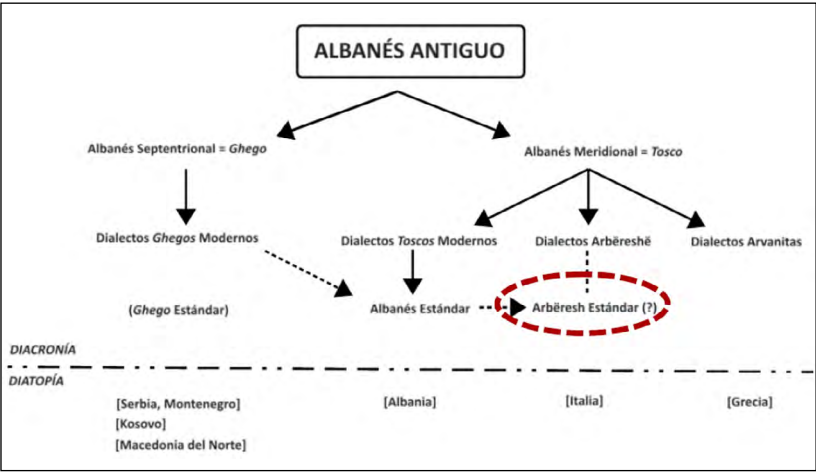 ALBANÉS ANTIGUO
Albanés Septentrional = Ghego
Albanés Meridional = Tosco
Dialectos Ghegos Modernos
Dialectos Toscos Modernos
Dialectos Arbëreshë
Dialectos Arvanitas
(Ghego Estándar)
Albanés Estándar
Arbëresh Estándar (?)
DIACRONÍA
DIATOPÍA
[Serbia, Montenegro]
[Kosovo]
[Macedonia del Norte]
[Albania]
[Italia]
[Grecia]